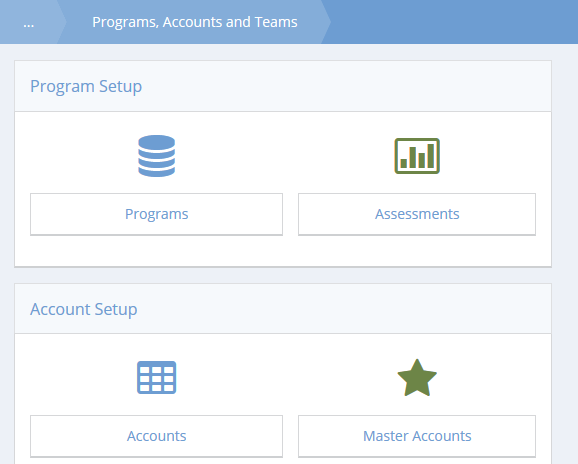 ... Programs, Accounts and Teams
Program Setup
Programs Assessments
Account Setup
Accounts Master Accounts